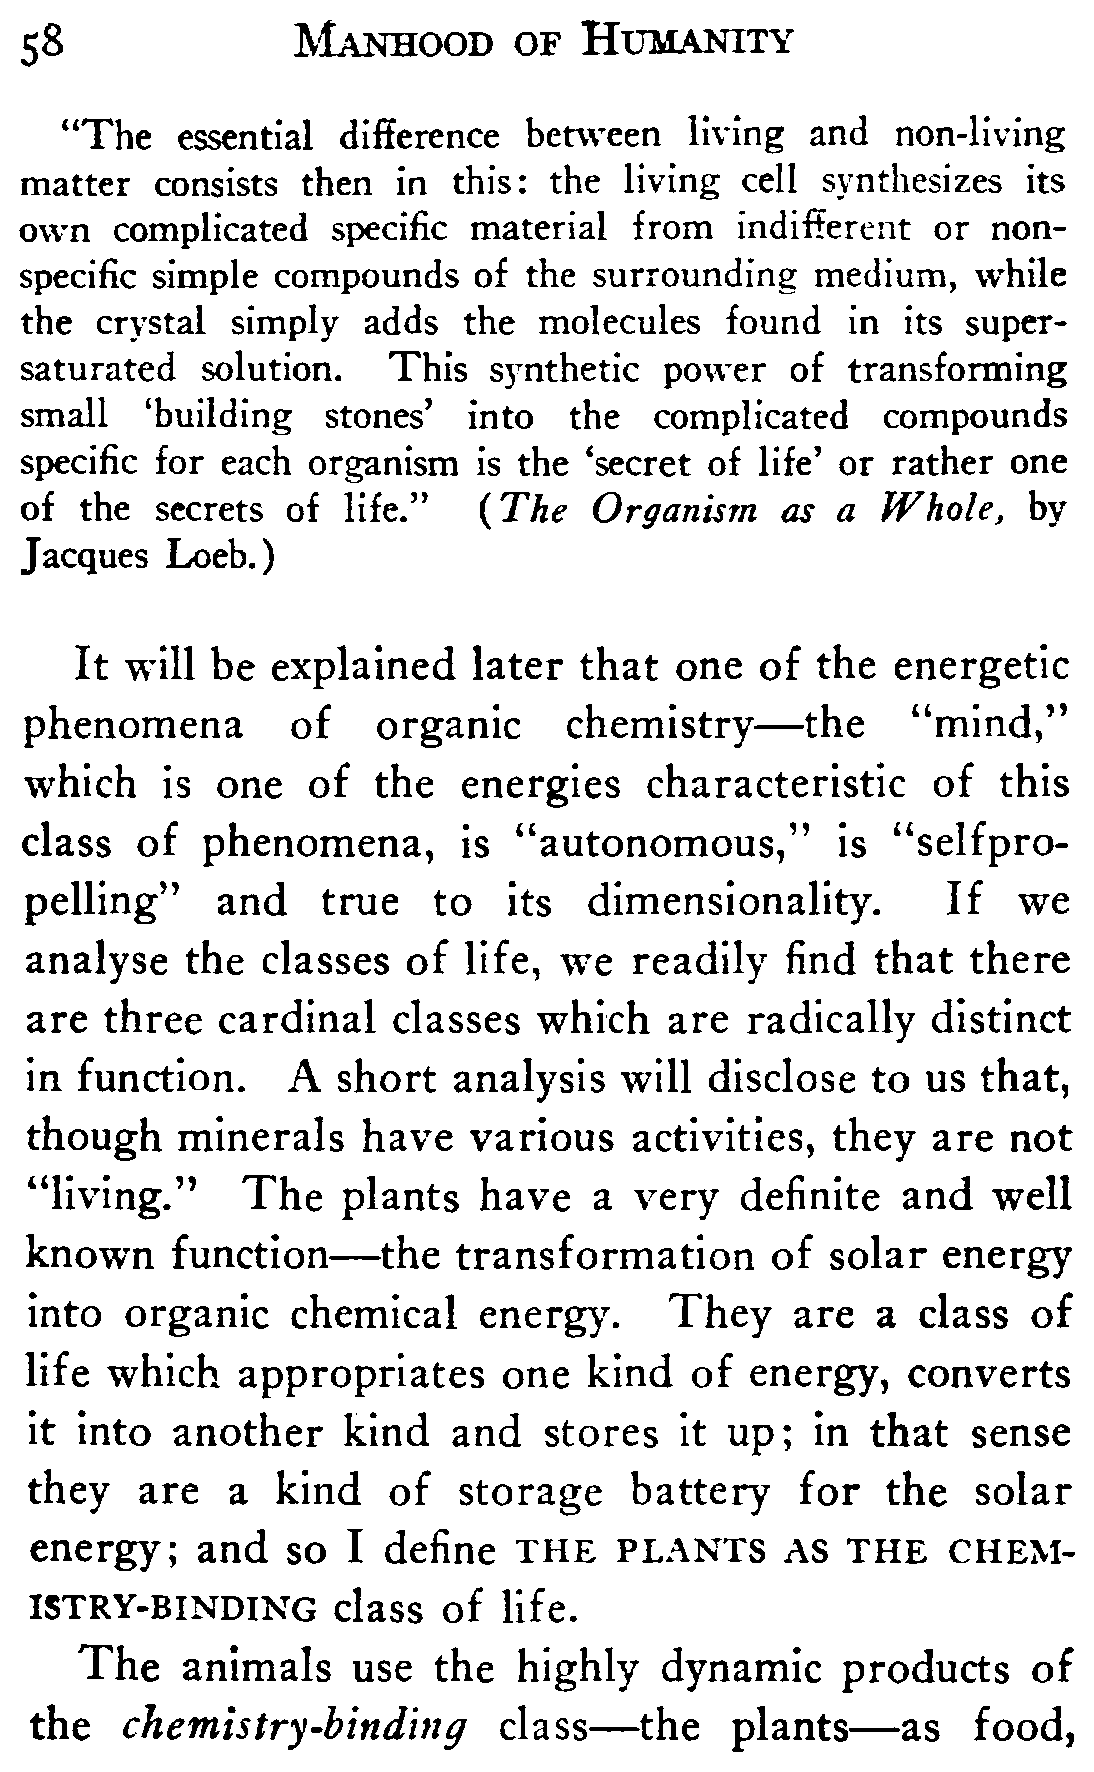 58 MANHOOD OF HUMANITY
“The essential difference between living and non-living
matter consists then in this: the living cell synthesizes its
own complicated specific material from indifferent or non-
specific simple compounds of the surrounding medium, while
the crystal simply adds the molecules found in its super-
saturated solution. This synthetic power of transforming
small ‘building stones’ into the complicated compounds
specific for each organism is the ‘secret of life’ or rather one
of the secrets of life.” (The Organism as a Whole, by
Jacques Loeb.)
It will be explained later that one of the energetic
phenomena of organic chemistry—the “mind,”
which is one of the energies characteristic of this
class of phenomena, is “autonomous,” is “selfpro-
pelling” and true to its dimensionality. If we
analyse the classes of life, we readily find that there
are three cardinal classes which are radically distinct
in function. A short analysis will disclose to us that,
though minerals have various activities, they are not
“living.” The plants have a very definite and well
known function—the transformation of solar energy
into organic chemical energy. They are a class of
life which appropriates one kind of energy, converts
it into another kind and stores it up; in that sense
they are a kind of storage battery for the solar
energy; and so I define THE PLANTS AS THE CHEM-
ISTRY-BINDING class of life.
The animals use the highly dynamic products of
the chemistry-binding class—the plants—as food,